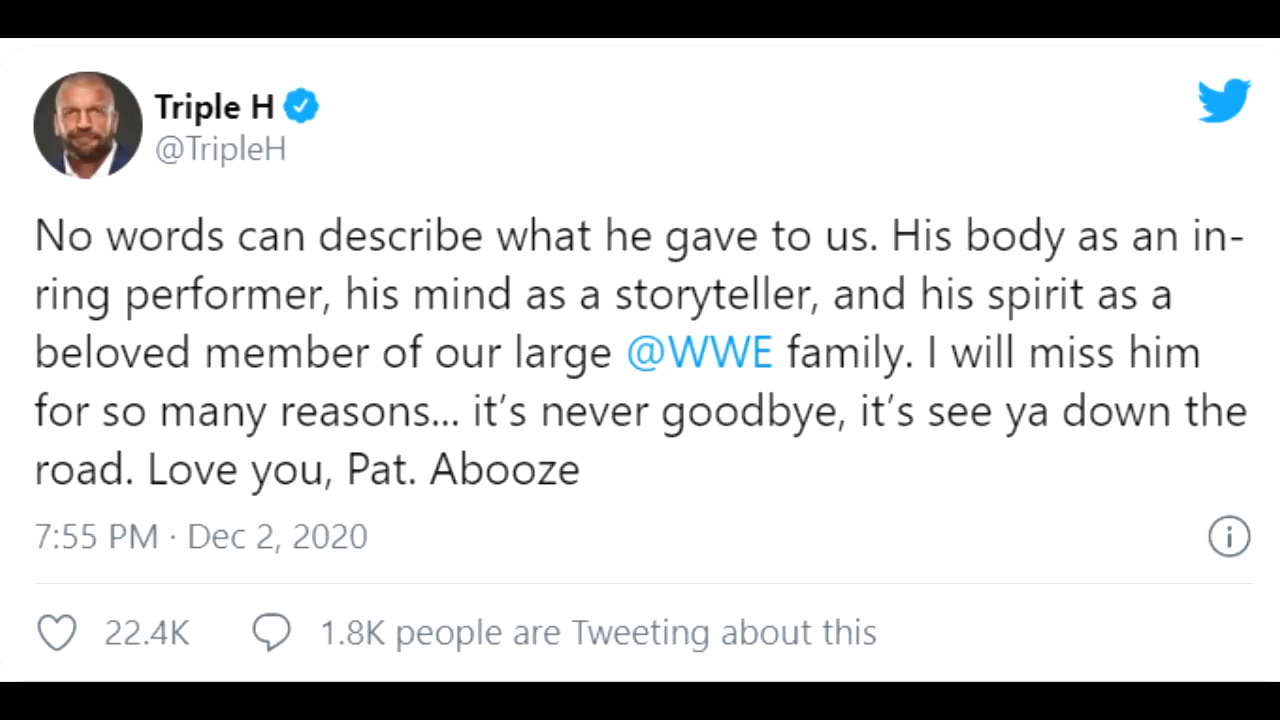 Triple H
@TripleH
No words can describe what he gave to us. His body as an in-
ring performer, his mind as a storyteller, and his spirit as a
beloved member of our large @WWE family. I will miss him
for so many reasons... it's never goodbye, it's see ya down the
road. Love you, Pat. Abooze
7:55 PM · Dec 2, 2020
22.4K 1.8K people are Tweeting about this